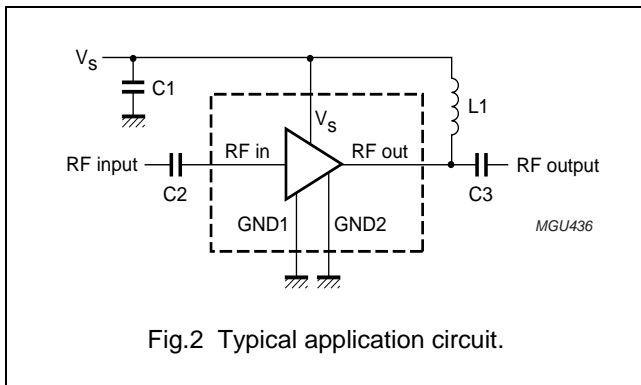 VS
C1
L1
VS
RF input
RF in
RF out
RF output
C2
C3
GND1
GND2
MGU436
Fig.2 Typical application circuit.